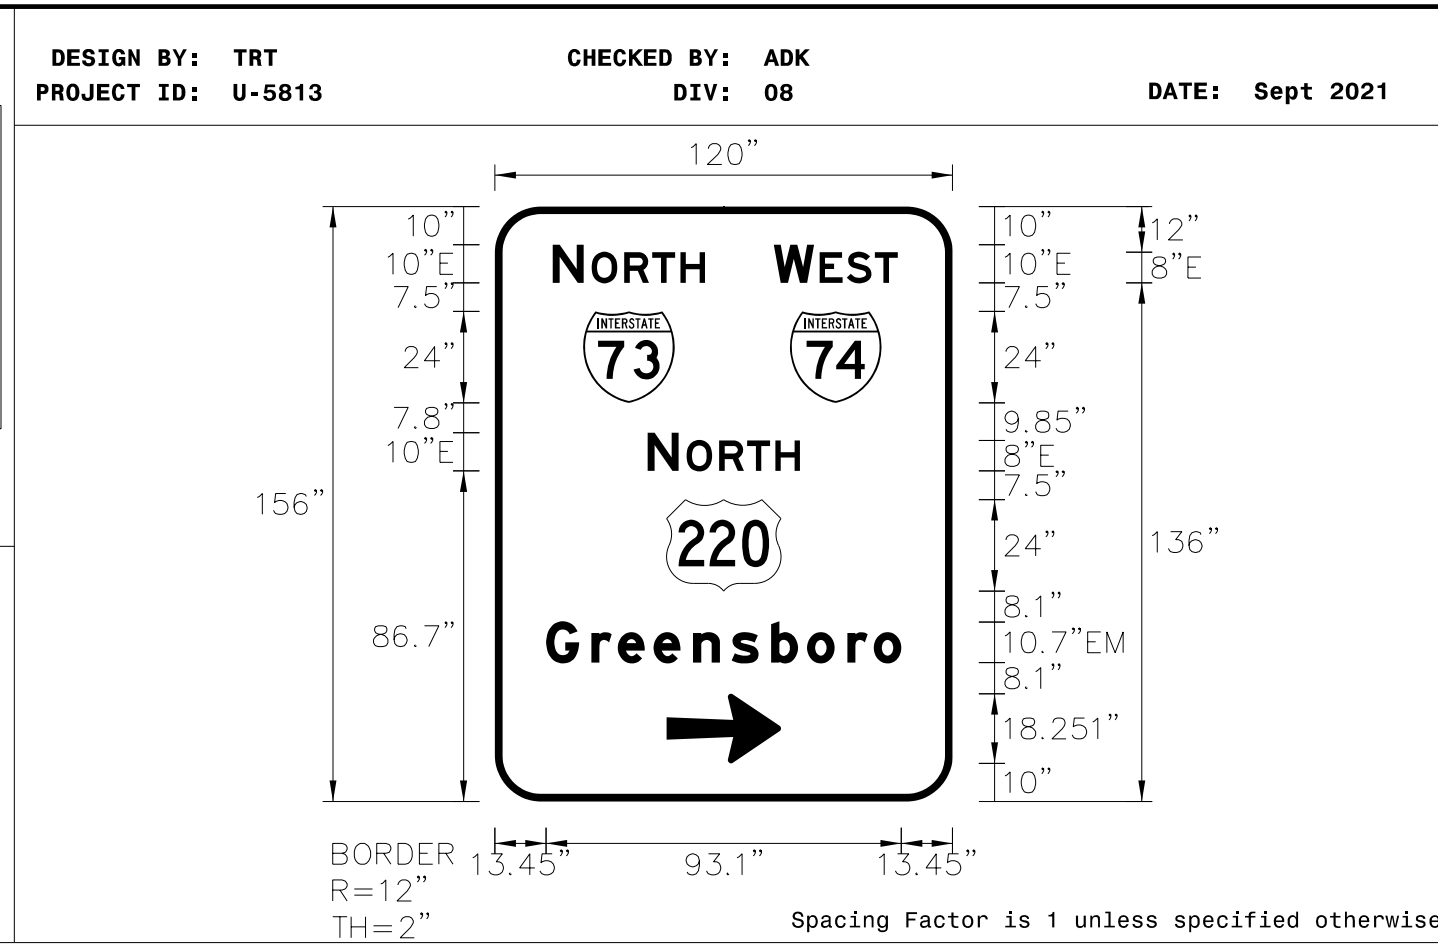 DESIGN BY: TRT CHECKED BY: ADK
PROJECT ID: U-5813 DIV: 08 DATE: Sept 2021
120”
10” 10” 12”
NORTH WEST
10”E 10”E 8”E
7.5” 7.5”
INTERSTATE INTERSTATE
24” 73 74 24”
7.8” 9.85”
10”E NORTH 8”E
7.5”
156” 220 24” 136”
8.1”
86.7” Greensboro 10.7”EM
8.1”
18.251”
10”
BORDER 13.45” 93.1” 13.45”
R=12”
TH=2”
Spacing Factor is 1 unless specified otherwise